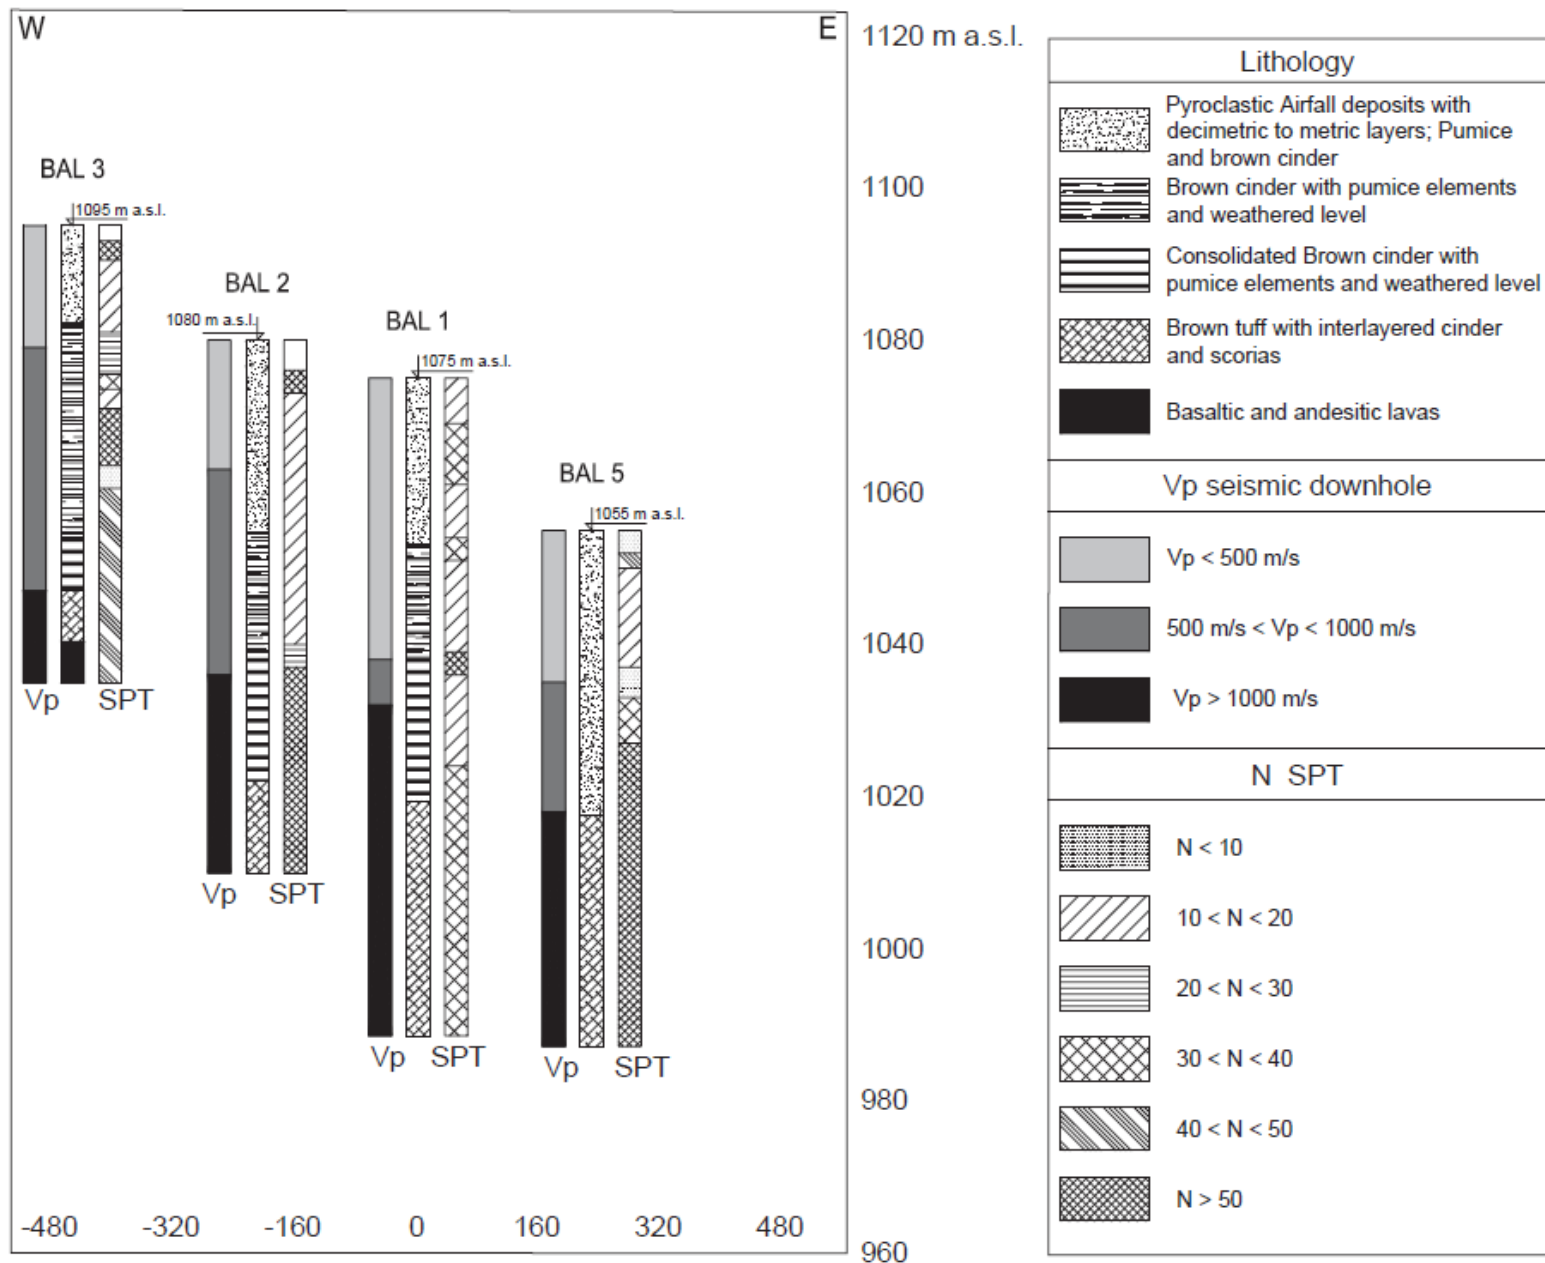 W
E
1120 m a.s.l.
BAL 3
1095 m a.s.l.
1100
BAL 2
1080 m a.s.l.
BAL 1
1075 m a.s.l.
1080
BAL 5
1055 m a.s.l.
1060
1040
Vp
SPT
1020
Vp
SPT
1000
Vp
SPT
Vp
SPT
980
-480
-320
-160
0
160
320
480
960
Lithology
Pyroclastic Airfall deposits with
decimetric to metric layers; Pumice
and brown cinder
Brown cinder with pumice elements
and weathered level
Consolidated Brown cinder with
pumice elements and weathered level
Brown tuff with interlayered cinder
and scorias
Basaltic and andesitic lavas
Vp seismic downhole
Vp < 500 m/s
500 m/s < Vp < 1000 m/s
Vp > 1000 m/s
N SPT
N < 10
10 < N < 20
20 < N < 30
30 < N < 40
40 < N < 50
N > 50